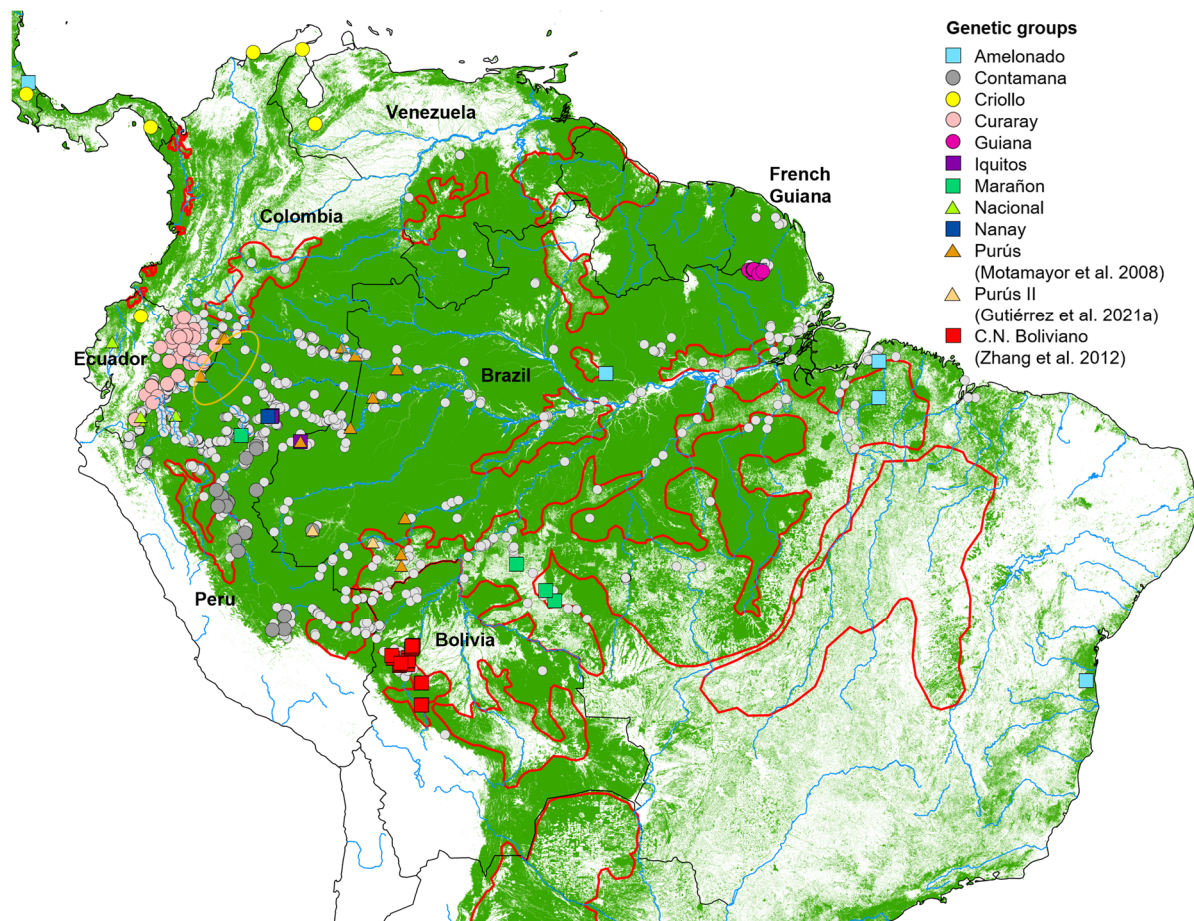 Genetic groups
Amelonado
Contamana
Criollo
Curaray
Guiana
Iquitos
Marañon
Nacional
Nanay
Purús
(Motamayor et al. 2008)
Purús II
(Gutiérrez et al. 2021a)
C.N. Boliviano
(Zhang et al. 2012)
Venezuela
French
Guiana
Colombia
Ecuador
Brazil
Peru
Bolivia